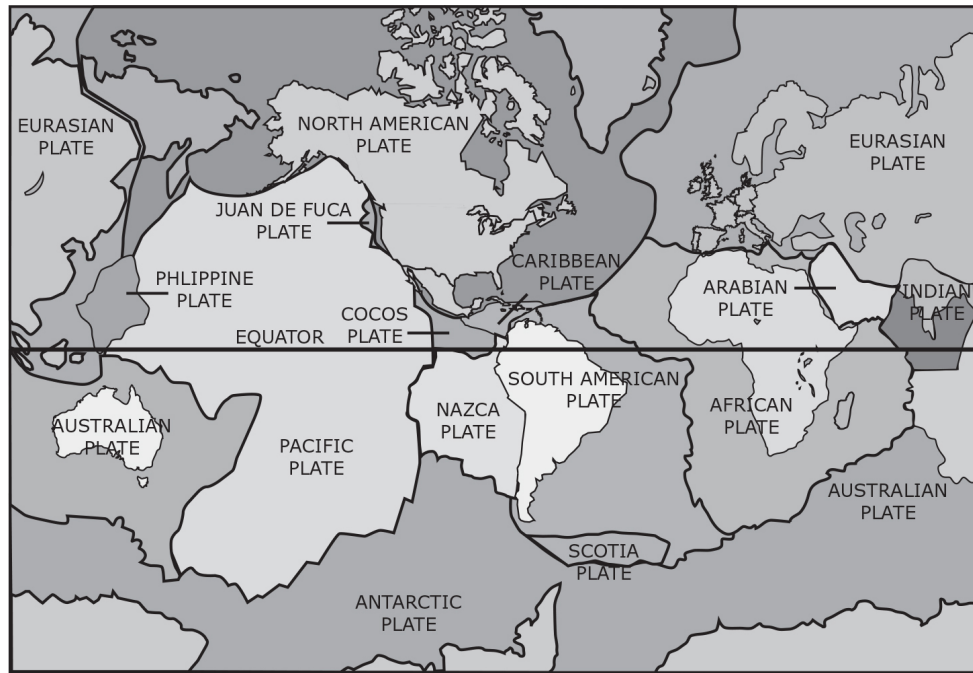 EURASIAN
PLATE
NORTH AMERICAN
PLATE
EURASIAN
PLATE
JUAN DE FUCA
PLATE
CARIBBEAN
PLATE
PHLIPPINE
PLATE
ARABIAN
PLATE
INDIAN
PLATE
COCOS
PLATE
EQUATOR
SOUTH AMERICAN
PLATE
AUSTRALIAN
PLATE
NAZCA
PLATE
AFRICAN
PLATE
PACIFIC
PLATE
AUSTRALIAN
PLATE
SCOTIA
PLATE
ANTARCTIC
PLATE